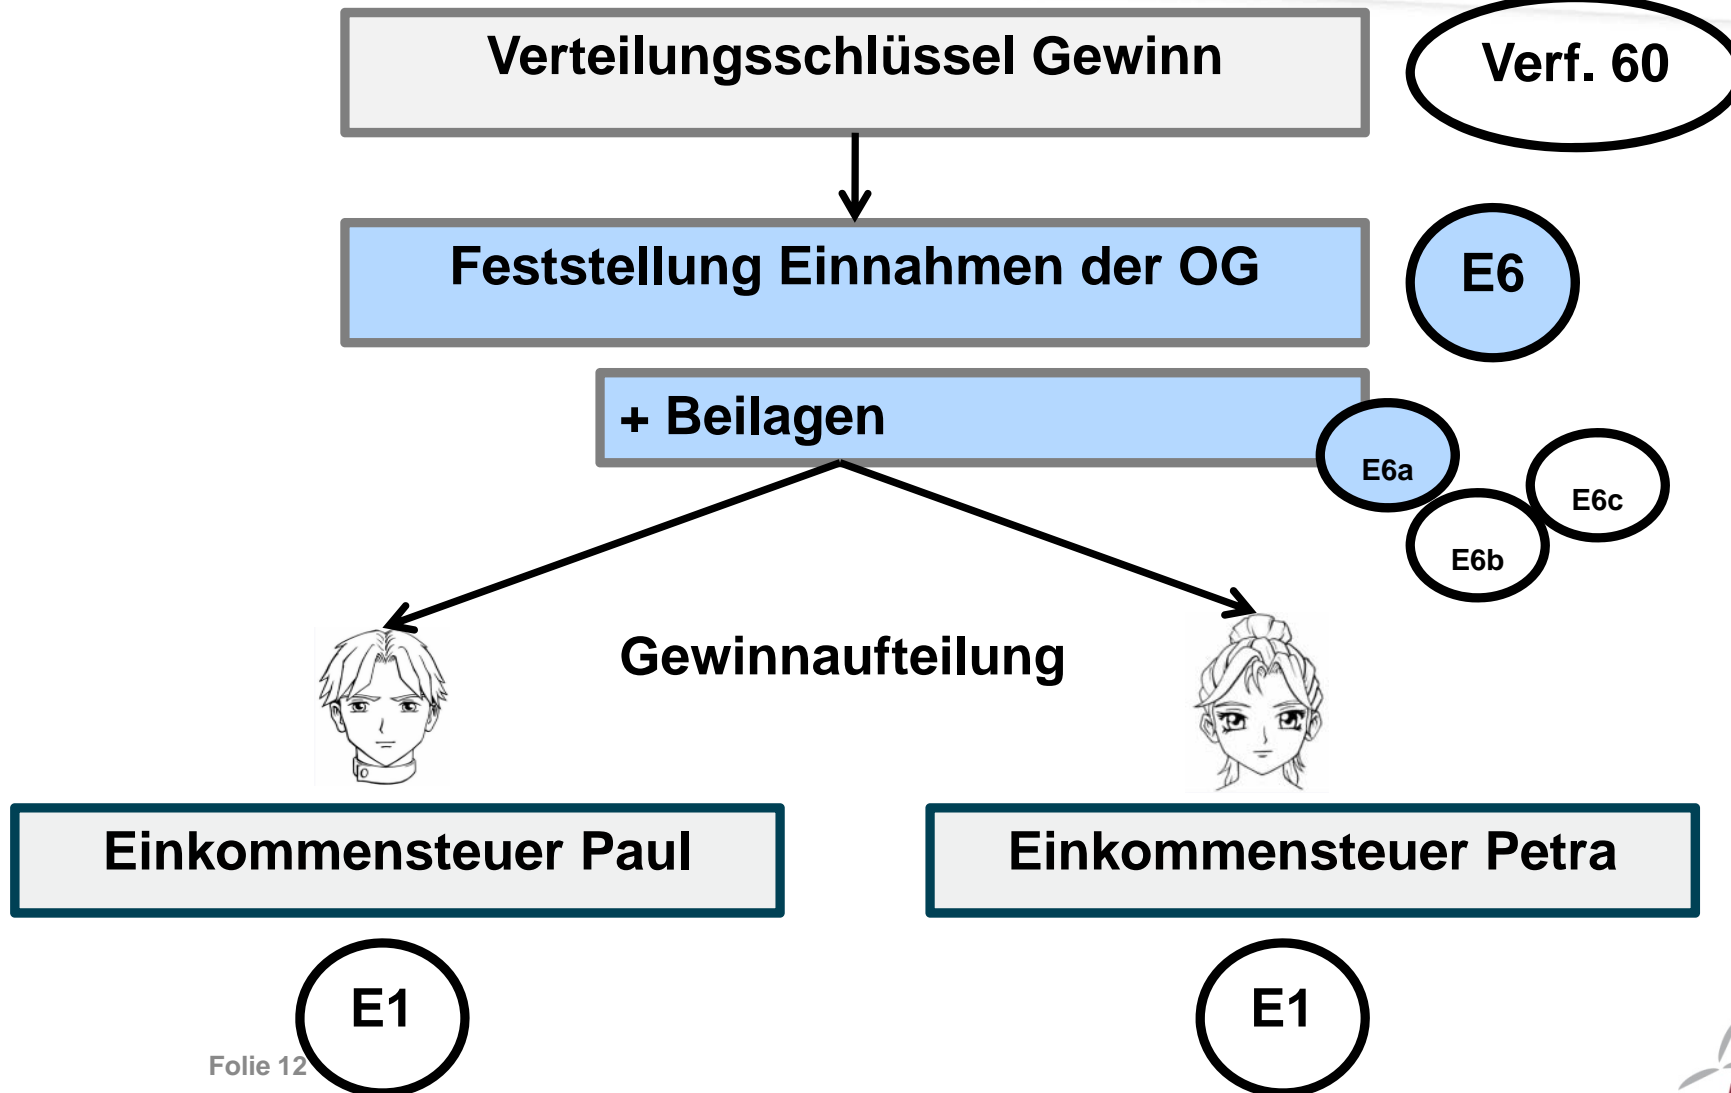 Verteilungsschlüssel Gewinn
Verf. 60
Feststellung Einnahmen der OG
E6
+ Beilagen
E6a
E6c
E6b
Gewinnaufteilung
Einkommensteuer Paul
Einkommensteuer Petra
E1
E1
Folie 12